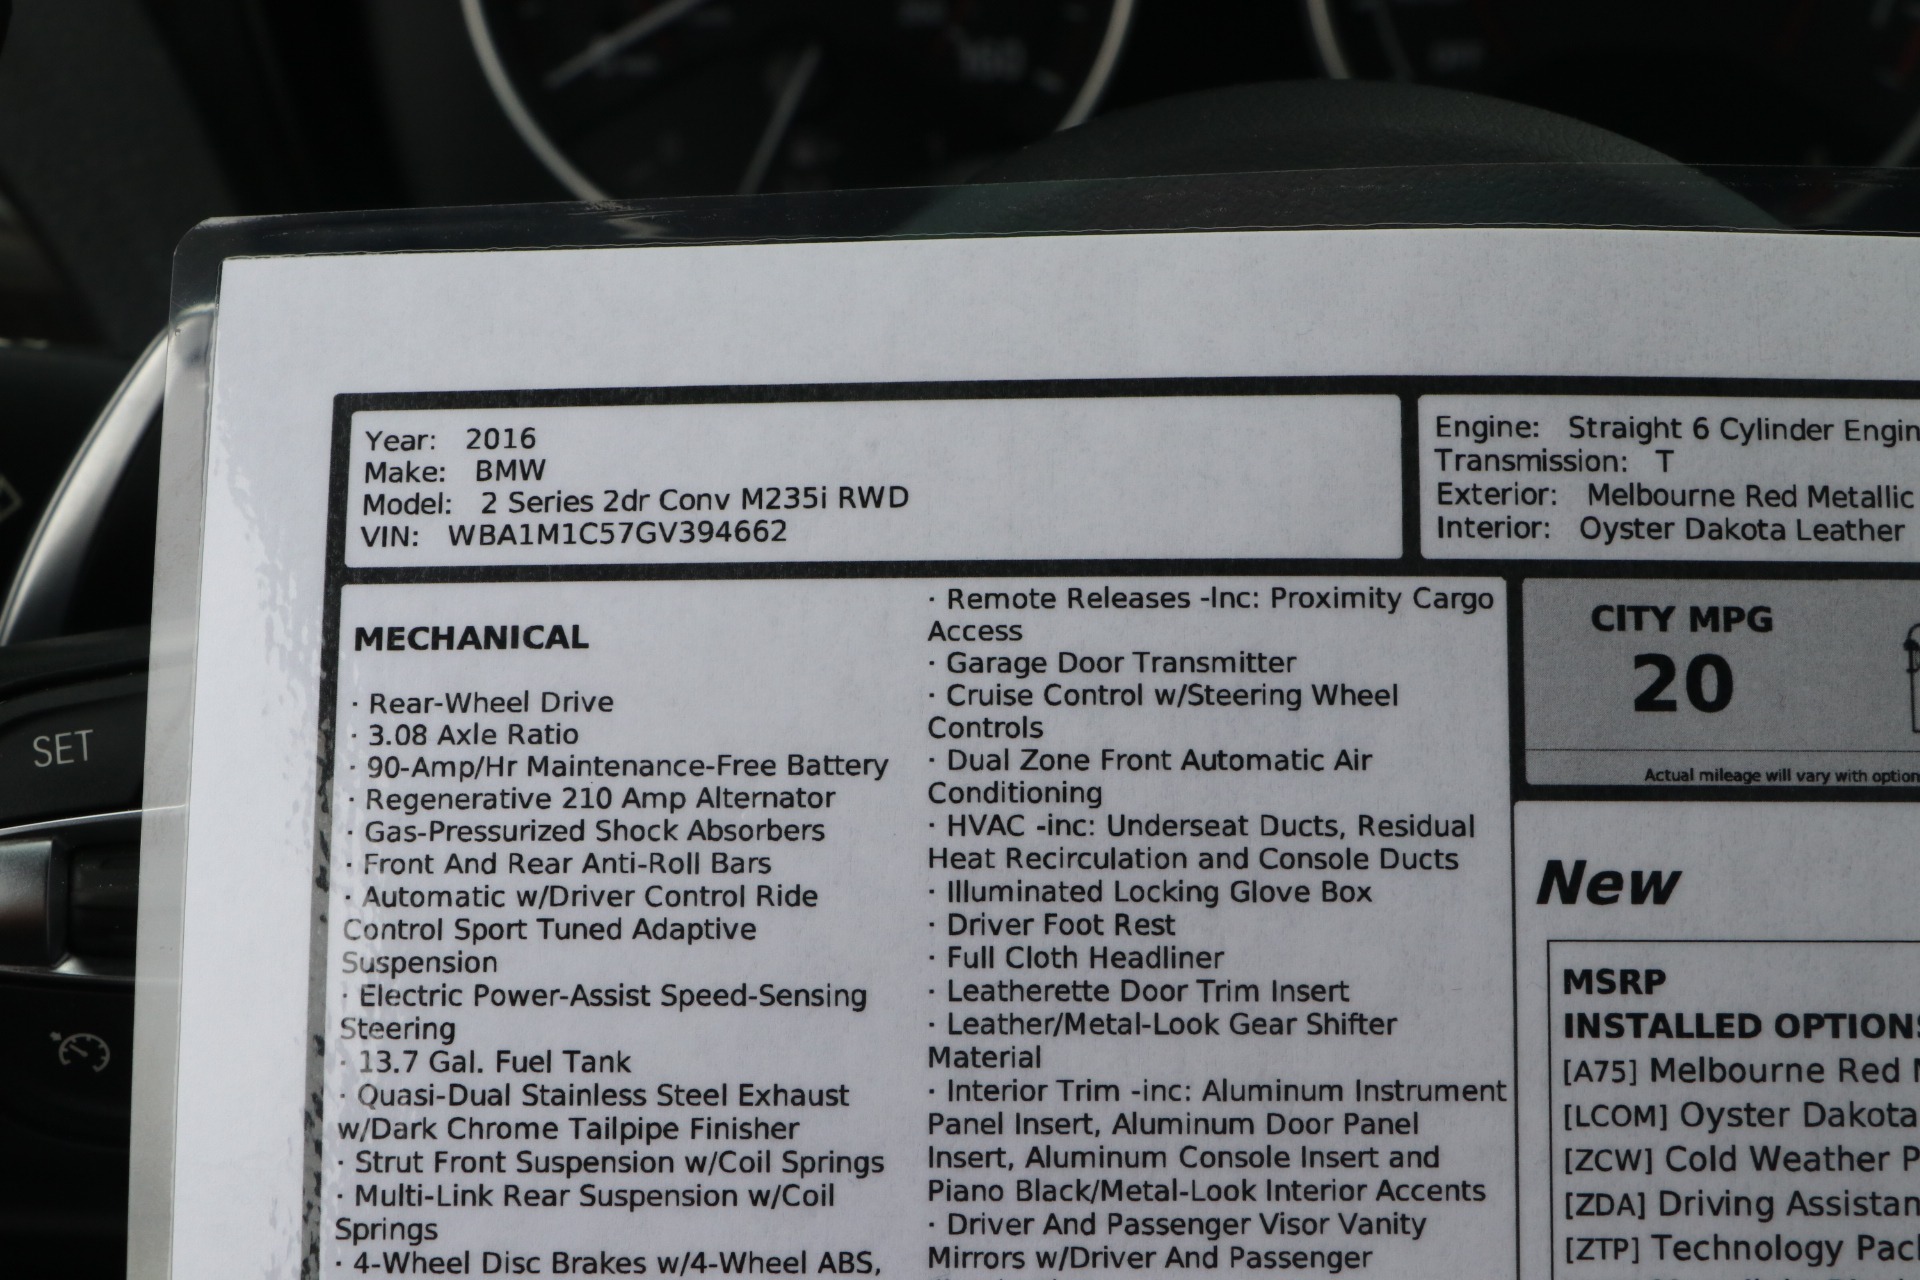 160
Year: 2016
Make: BMW
Model: 2 Series 2dr Conv M235i RWD
VIN: WBA1M1C57GV394662
Engine: Straight 6 Cylinder Engin
Transmission: T
Exterior: Melbourne Red Metallic
Interior: Oyster Dakota Leather
MECHANICAL
· Rear-Wheel Drive
· 3.08 Axle Ratio
· 90-Amp/Hr Maintenance-Free Battery
· Regenerative 210 Amp Alternator
· Gas-Pressurized Shock Absorbers
· Front And Rear Anti-Roll Bars
· Automatic w/Driver Control Ride
Control Sport Tuned Adaptive
Suspension
· Electric Power-Assist Speed-Sensing
Steering
· 13.7 Gal. Fuel Tank
· Quasi-Dual Stainless Steel Exhaust
w/Dark Chrome Tailpipe Finisher
· Strut Front Suspension w/Coil Springs
· Multi-Link Rear Suspension w/Coil
Springs
· 4-Wheel Disc Brakes w/4-Wheel ABS,
· Remote Releases -Inc: Proximity Cargo
Access
· Garage Door Transmitter
· Cruise Control w/Steering Wheel
Controls
· Dual Zone Front Automatic Air
Conditioning
· HVAC -inc: Underseat Ducts, Residual
Heat Recirculation and Console Ducts
· Illuminated Locking Glove Box
· Driver Foot Rest
· Full Cloth Headliner
· Leatherette Door Trim Insert
· Leather/Metal-Look Gear Shifter
Material
· Interior Trim -inc: Aluminum Instrument
Panel Insert, Aluminum Door Panel
Insert, Aluminum Console Insert and
Piano Black/Metal-Look Interior Accents
· Driver And Passenger Visor Vanity
Mirrors w/Driver And Passenger
CITY MPG
20
Actual mileage will vary with option
New
MSRP
INSTALLED OPTIONS
[A75] Melbourne Red
[LCOM] Oyster Dakota
[ZCW] Cold Weather P
[ZDA] Driving Assistan
[ZTP] Technology Pac
SET